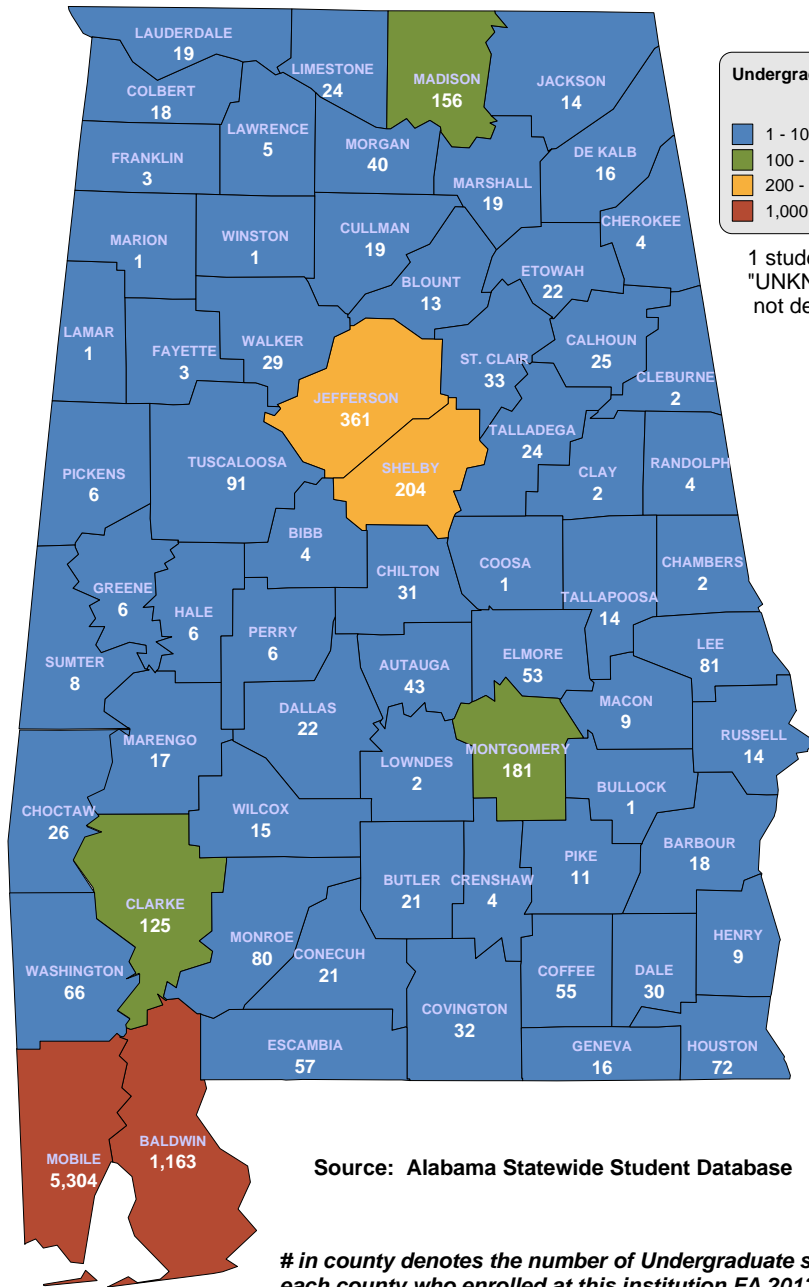 LAUDERDALE
19
LIMESTONE
24
MADISON
156
JACKSON
14
COLBERT
18
LAWRENCE
5
MORGAN
40
FRANKLIN
3
DE KALB
16
MARSHALL
19
CHEROKEE
4
MARION
1
WINSTON
1
CULLMAN
19
BLOUNT
13
ETOWAH
22
LAMAR
1
FAYETTE
3
WALKER
29
ST. CLAIR
33
CALHOUN
25
CLEBURNE
2
JEFFERSON
361
SHELBY
204
TALLADEGA
24
CLAY
2
RANDOLPH
4
PICKENS
6
TUSCALOOSA
91
BIBB
4
CHILTON
31
COOSA
1
TALLAPOOSA
14
CHAMBERS
2
GREENE
6
HALE
6
PERRY
6
SUMTER
8
AUTAUGA
43
ELMORE
53
LEE
81
DALLAS
22
MACON
9
RUSSELL
14
MARENGO
17
LOWNDES
2
MONTGOMERY
181
BULLOCK
1
CHOCTAW
26
WILCOX
15
BARBOUR
18
PIKE
11
BUTLER
21
CRENSHAW
4
CLARKE
125
MONROE
80
CONECUH
21
HENRY
9
WASHINGTON
66
COFFEE
55
DALE
30
COVINGTON
32
ESCAMBIA
57
GENEVA
16
HOUSTON
72
MOBILE
5,304
BALDWIN
1,163
Undergra
1 - 10
100 -
200 -
1,000
1 stude
"UNKN
not de
Source: Alabama Statewide Student Database
# in county denotes the number of Undergraduate s
each county who enrolled at this institution FA 201